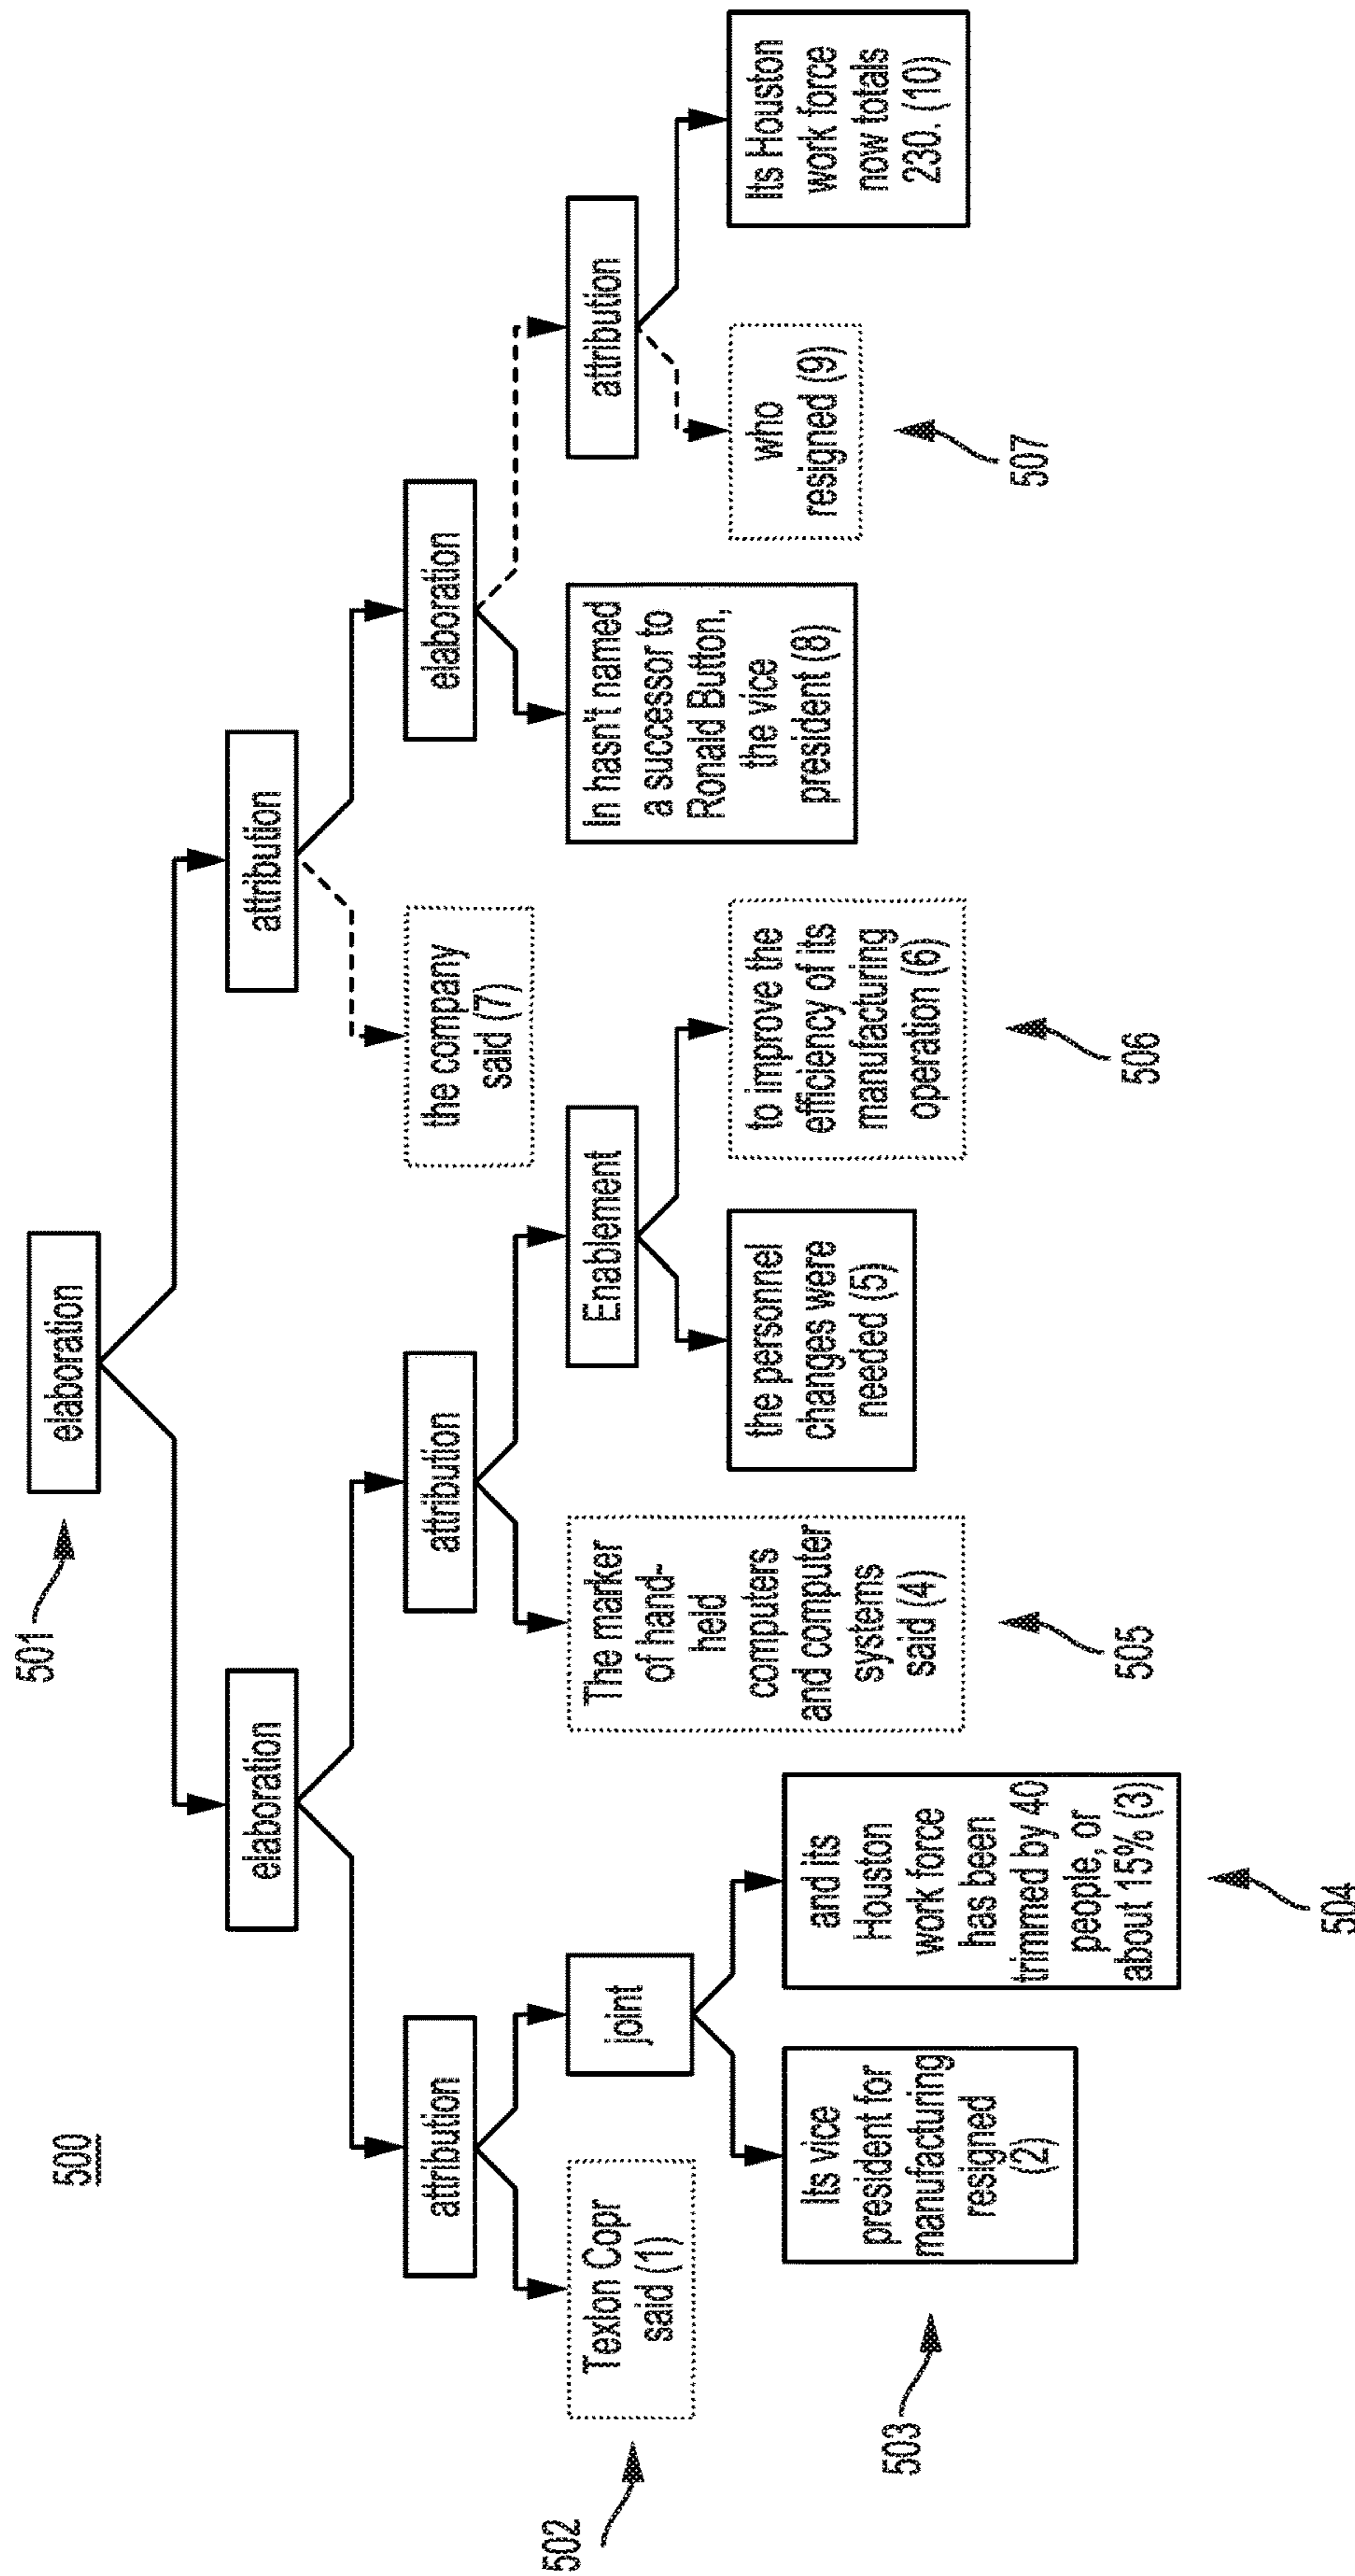 500
501
elaboration
elaboration
attribution
attribution
attribution
the company
said (7)
elaboration
502
Texlon Copr
said (1)
joint
The marker
of hand-
held
computers
and computer
systems
said (4)
Enablement
In hasn't named
a successor to
Ronald Button,
the vice
president (8)
attribution
503
Its vice
president for
manufacturing
resigned
(2)
and its
Houston
work force
has been
trimmed by 40
people, or
about 15% (3)
504
505
the personnel
changes were
needed (5)
to improve the
efficiency of its
manufacturing
operation (6)
506
who
resigned (9)
507
Its Houston
work force
now totals
230. (10)